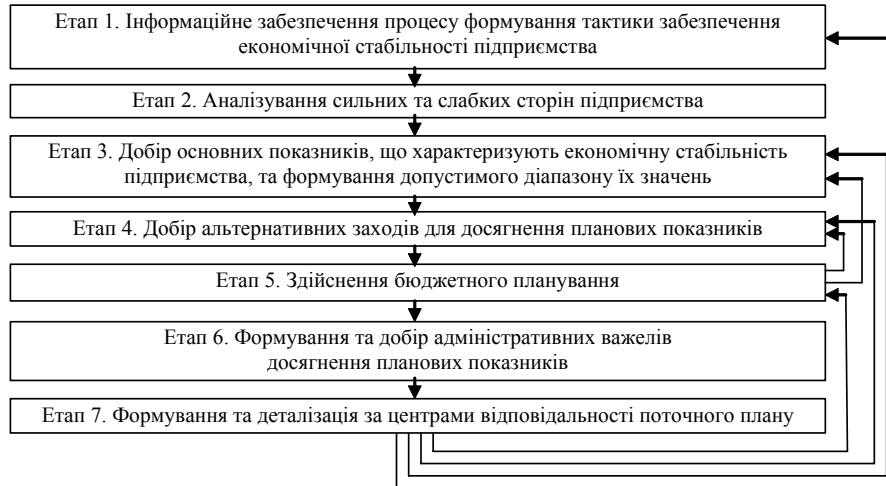 Етап 1. Інформаційне забезпечення процесу формування тактики забезпечення
економічної стабільності підприємства
Етап 2. Аналізування сильних та слабких сторін підприємства
Етап 3. Добір основних показників, що характеризують економічну стабільність
підприємства, та формування допустимого діапазону їх значень
Етап 4. Добір альтернативних заходів для досягнення планових показників
Етап 5. Здійснення бюджетного планування
Етап 6. Формування та добір адміністративних важелів
досягнення планових показників
Етап 7. Формування та деталізація за центрами відповідальності поточного плану